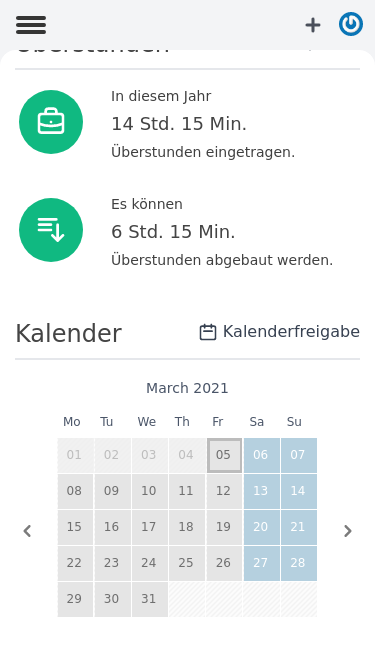 Überstunden
In diesem Jahr
14 Std. 15 Min.
Überstunden eingetragen.
Es können
6 Std. 15 Min.
Überstunden abgebaut werden.
Kalender
Kalenderfreigabe
March 2021
Mo Tu We Th Fr Sa Su
01 02 03 04 05 06 07
08 09 10 11 12 13 14
15 16 17 18 19 20 21
22 23 24 25 26 27 28
29 30 31